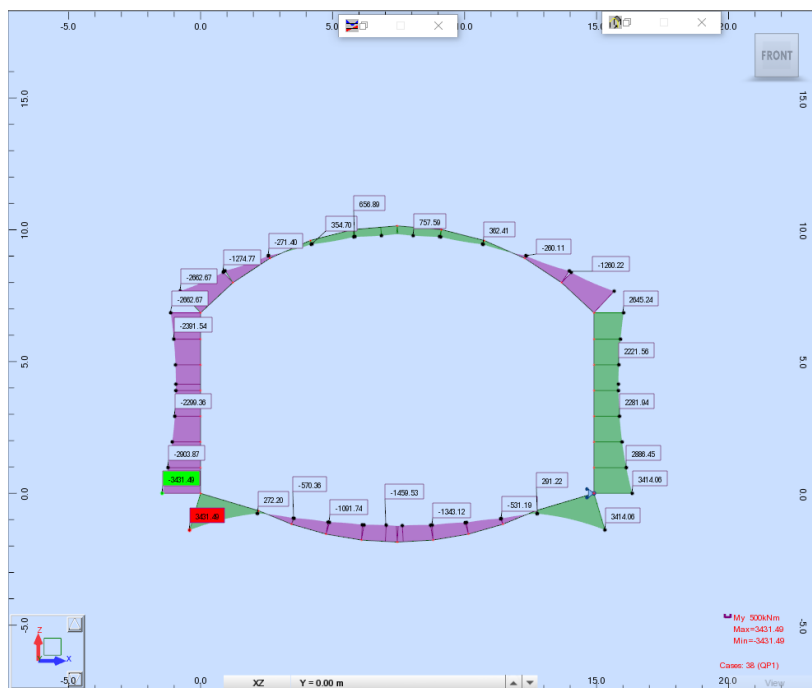 -5.0 0.0 5.0 10.0 15.0 20.0
FRONT
15.0 15.0
656.89
354.70 757.59 362.41
-271.40 -260.11
-1274.77 -1260.22
10.0 10.0
-2662.67
-2662.67 2645.24
-2391.54 2221.56
5.0 5.0
-2299.36 2281.94
-2903.87 2886.45
-3431.49 3414.06
0.0 0.0
-570.36 -1459.53 291.22
272.20 -1091.74 -1343.12 -531.19
3431.49 3414.06
-5.0 -5.0
My 500kNm
Max=3431.49
Min=-3431.49
Cases: 38 (QP1)
Z
X
-5.0 0.0 XZ Y = 0.00 m 15.0 View 20.0